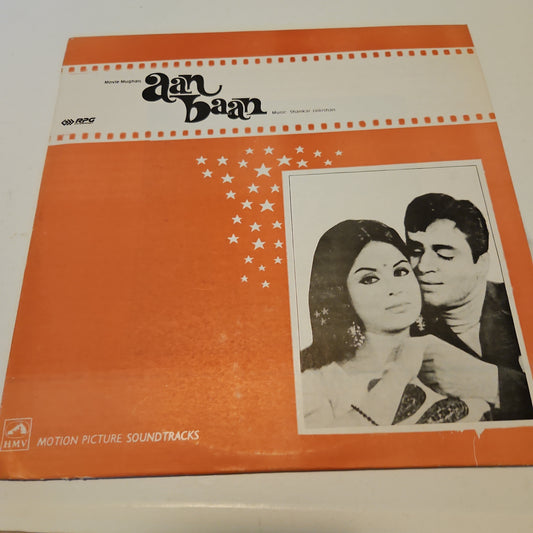 Movie Mughals
aan
baan
Music: Shankar Jaikishan
RPG
HMV
MOTION PICTURE SOUNDTRACKS